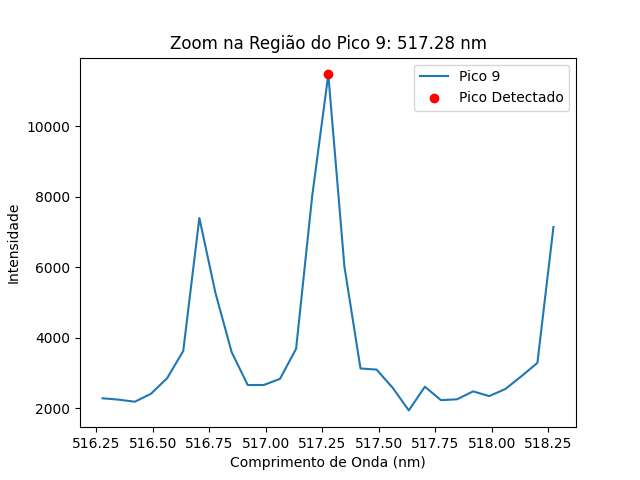 Zoom na Região do Pico 9: 517.28 nm
Pico 9
Pico Detectado
Intensidade
10000
8000
6000
4000
2000
516.25 516.50 516.75 517.00 517.25 517.50 517.75 518.00 518.25
Comprimento de Onda (nm)